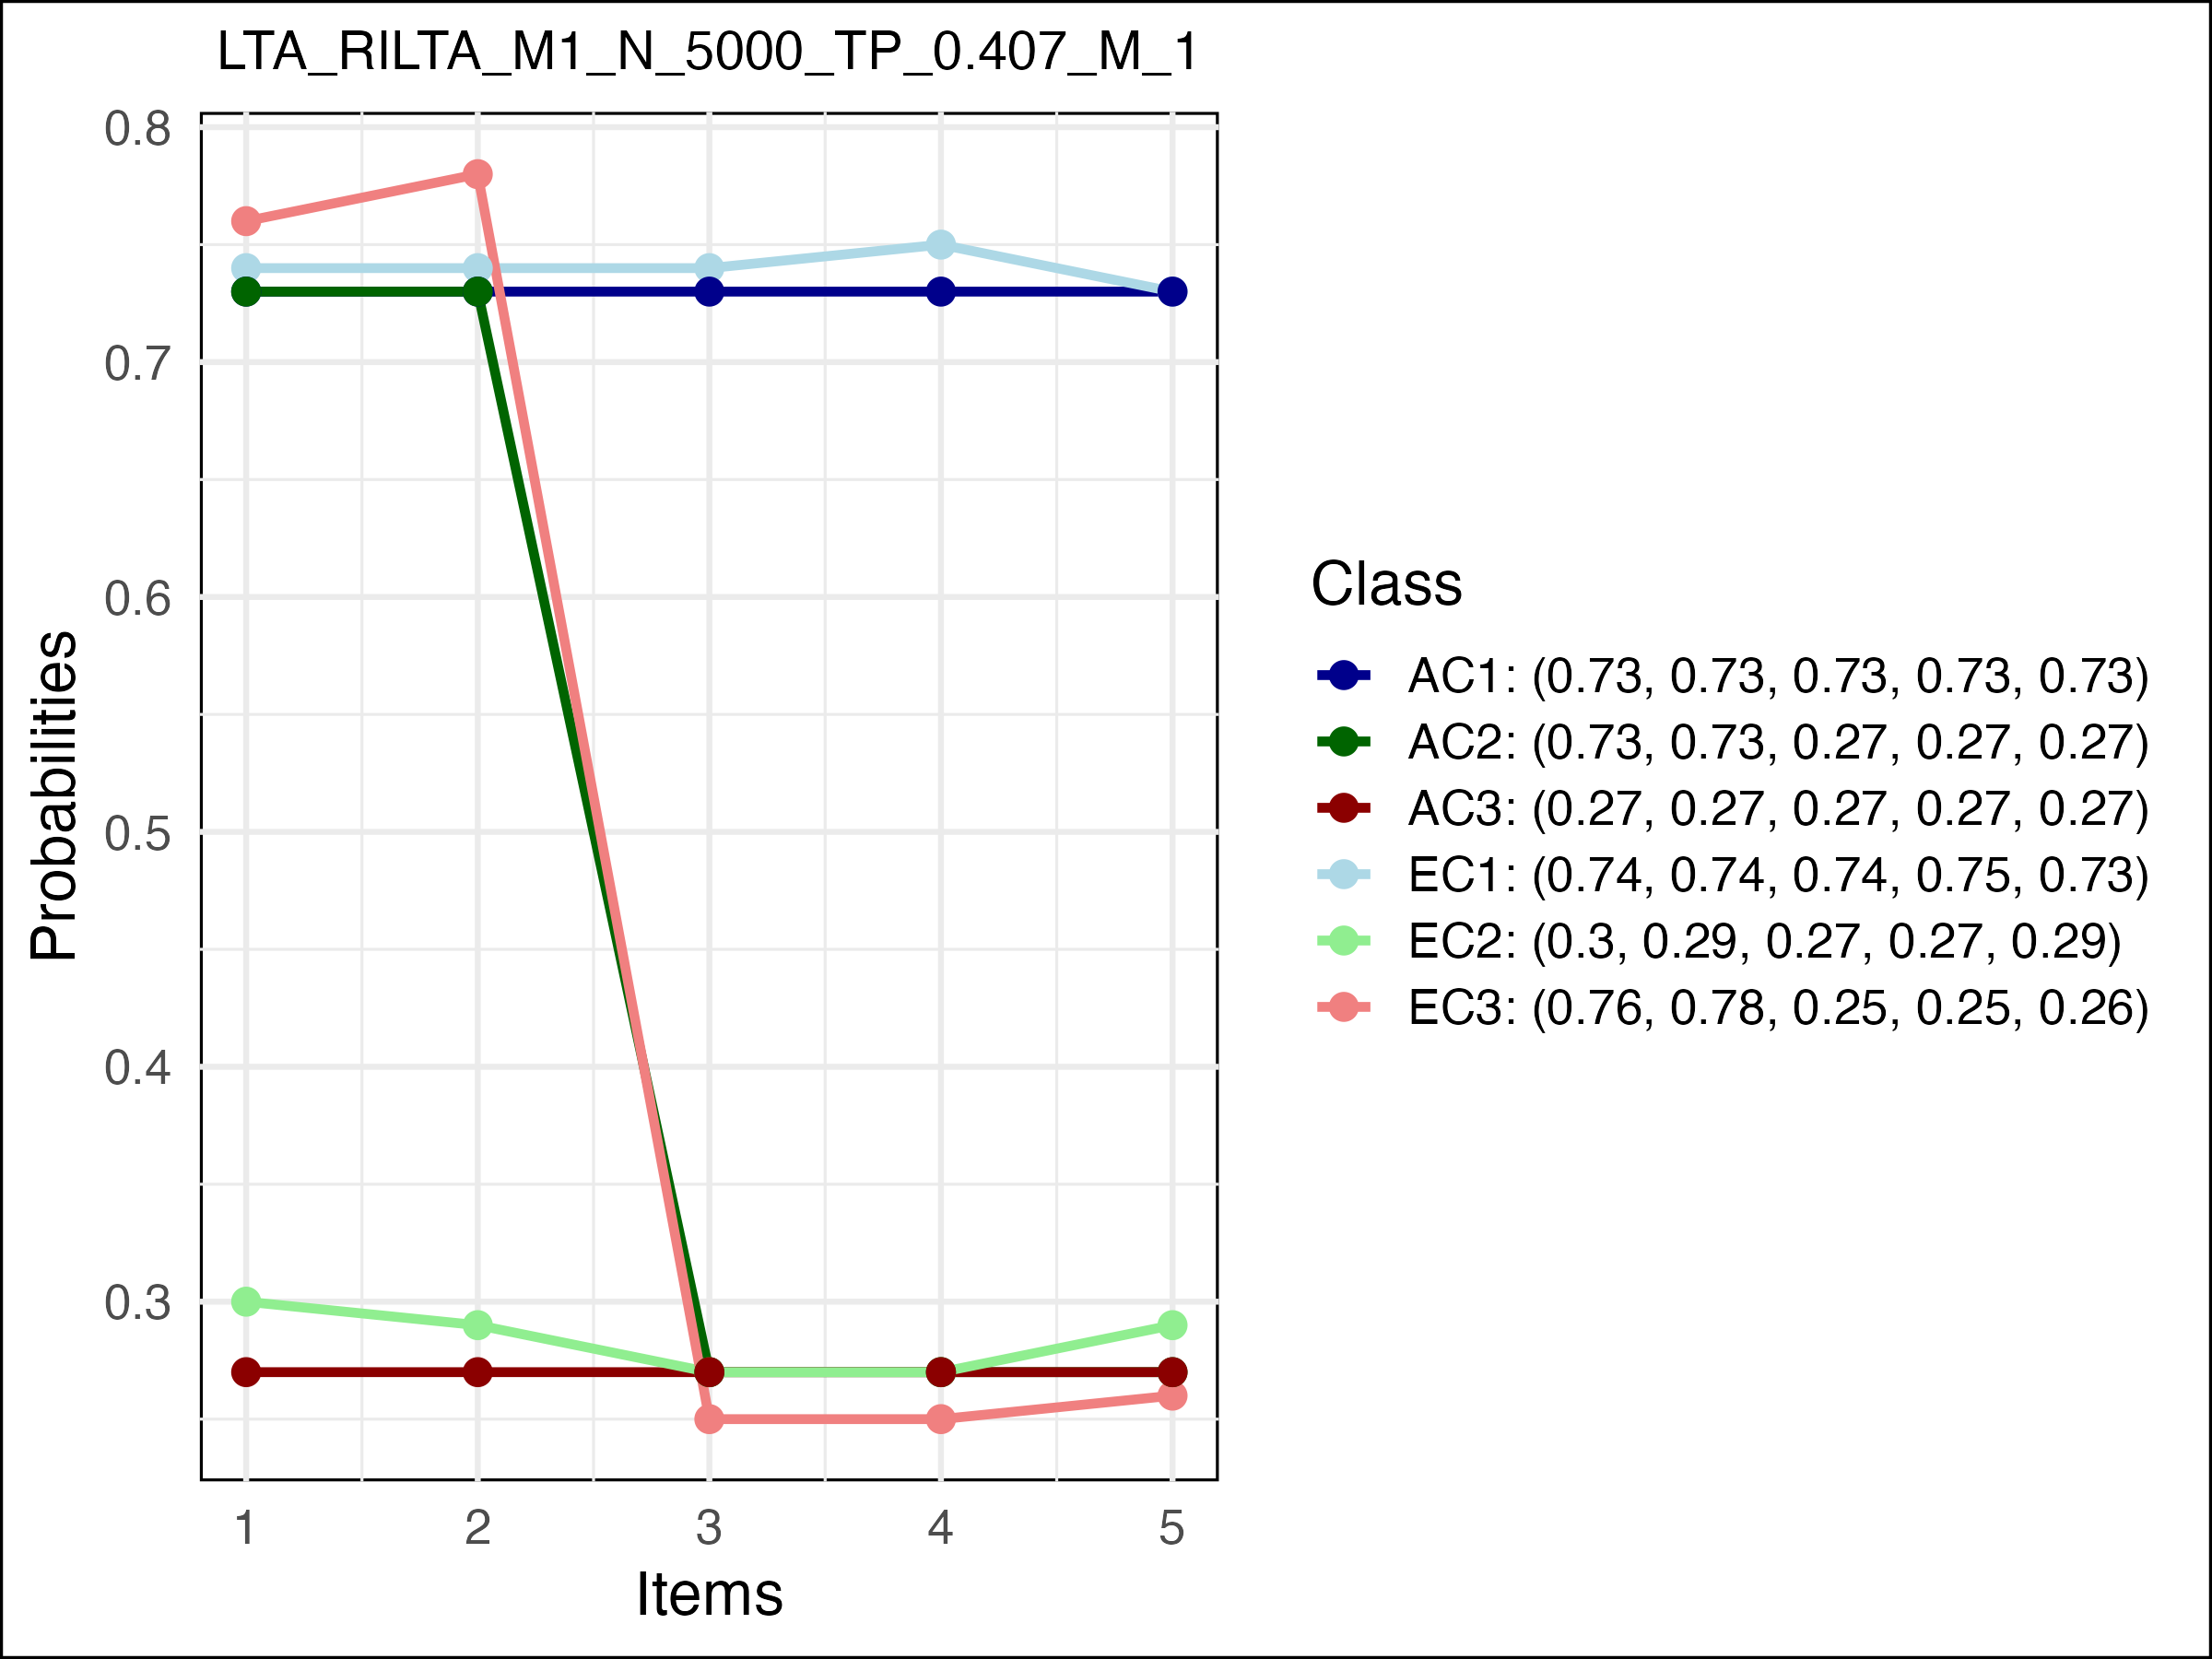 LTA_RILTA_M1_N_5000_TP_0.407_M_1
0.8
0.7
0.6
0.5
0.4
0.3
Probabilities
1 2 3 4 5
Items
Class
AC1: (0.73, 0.73, 0.73, 0.73, 0.73)
AC2: (0.73, 0.73, 0.27, 0.27, 0.27)
AC3: (0.27, 0.27, 0.27, 0.27, 0.27)
EC1: (0.74, 0.74, 0.74, 0.75, 0.73)
EC2: (0.3, 0.29, 0.27, 0.27, 0.29)
EC3: (0.76, 0.78, 0.25, 0.25, 0.26)